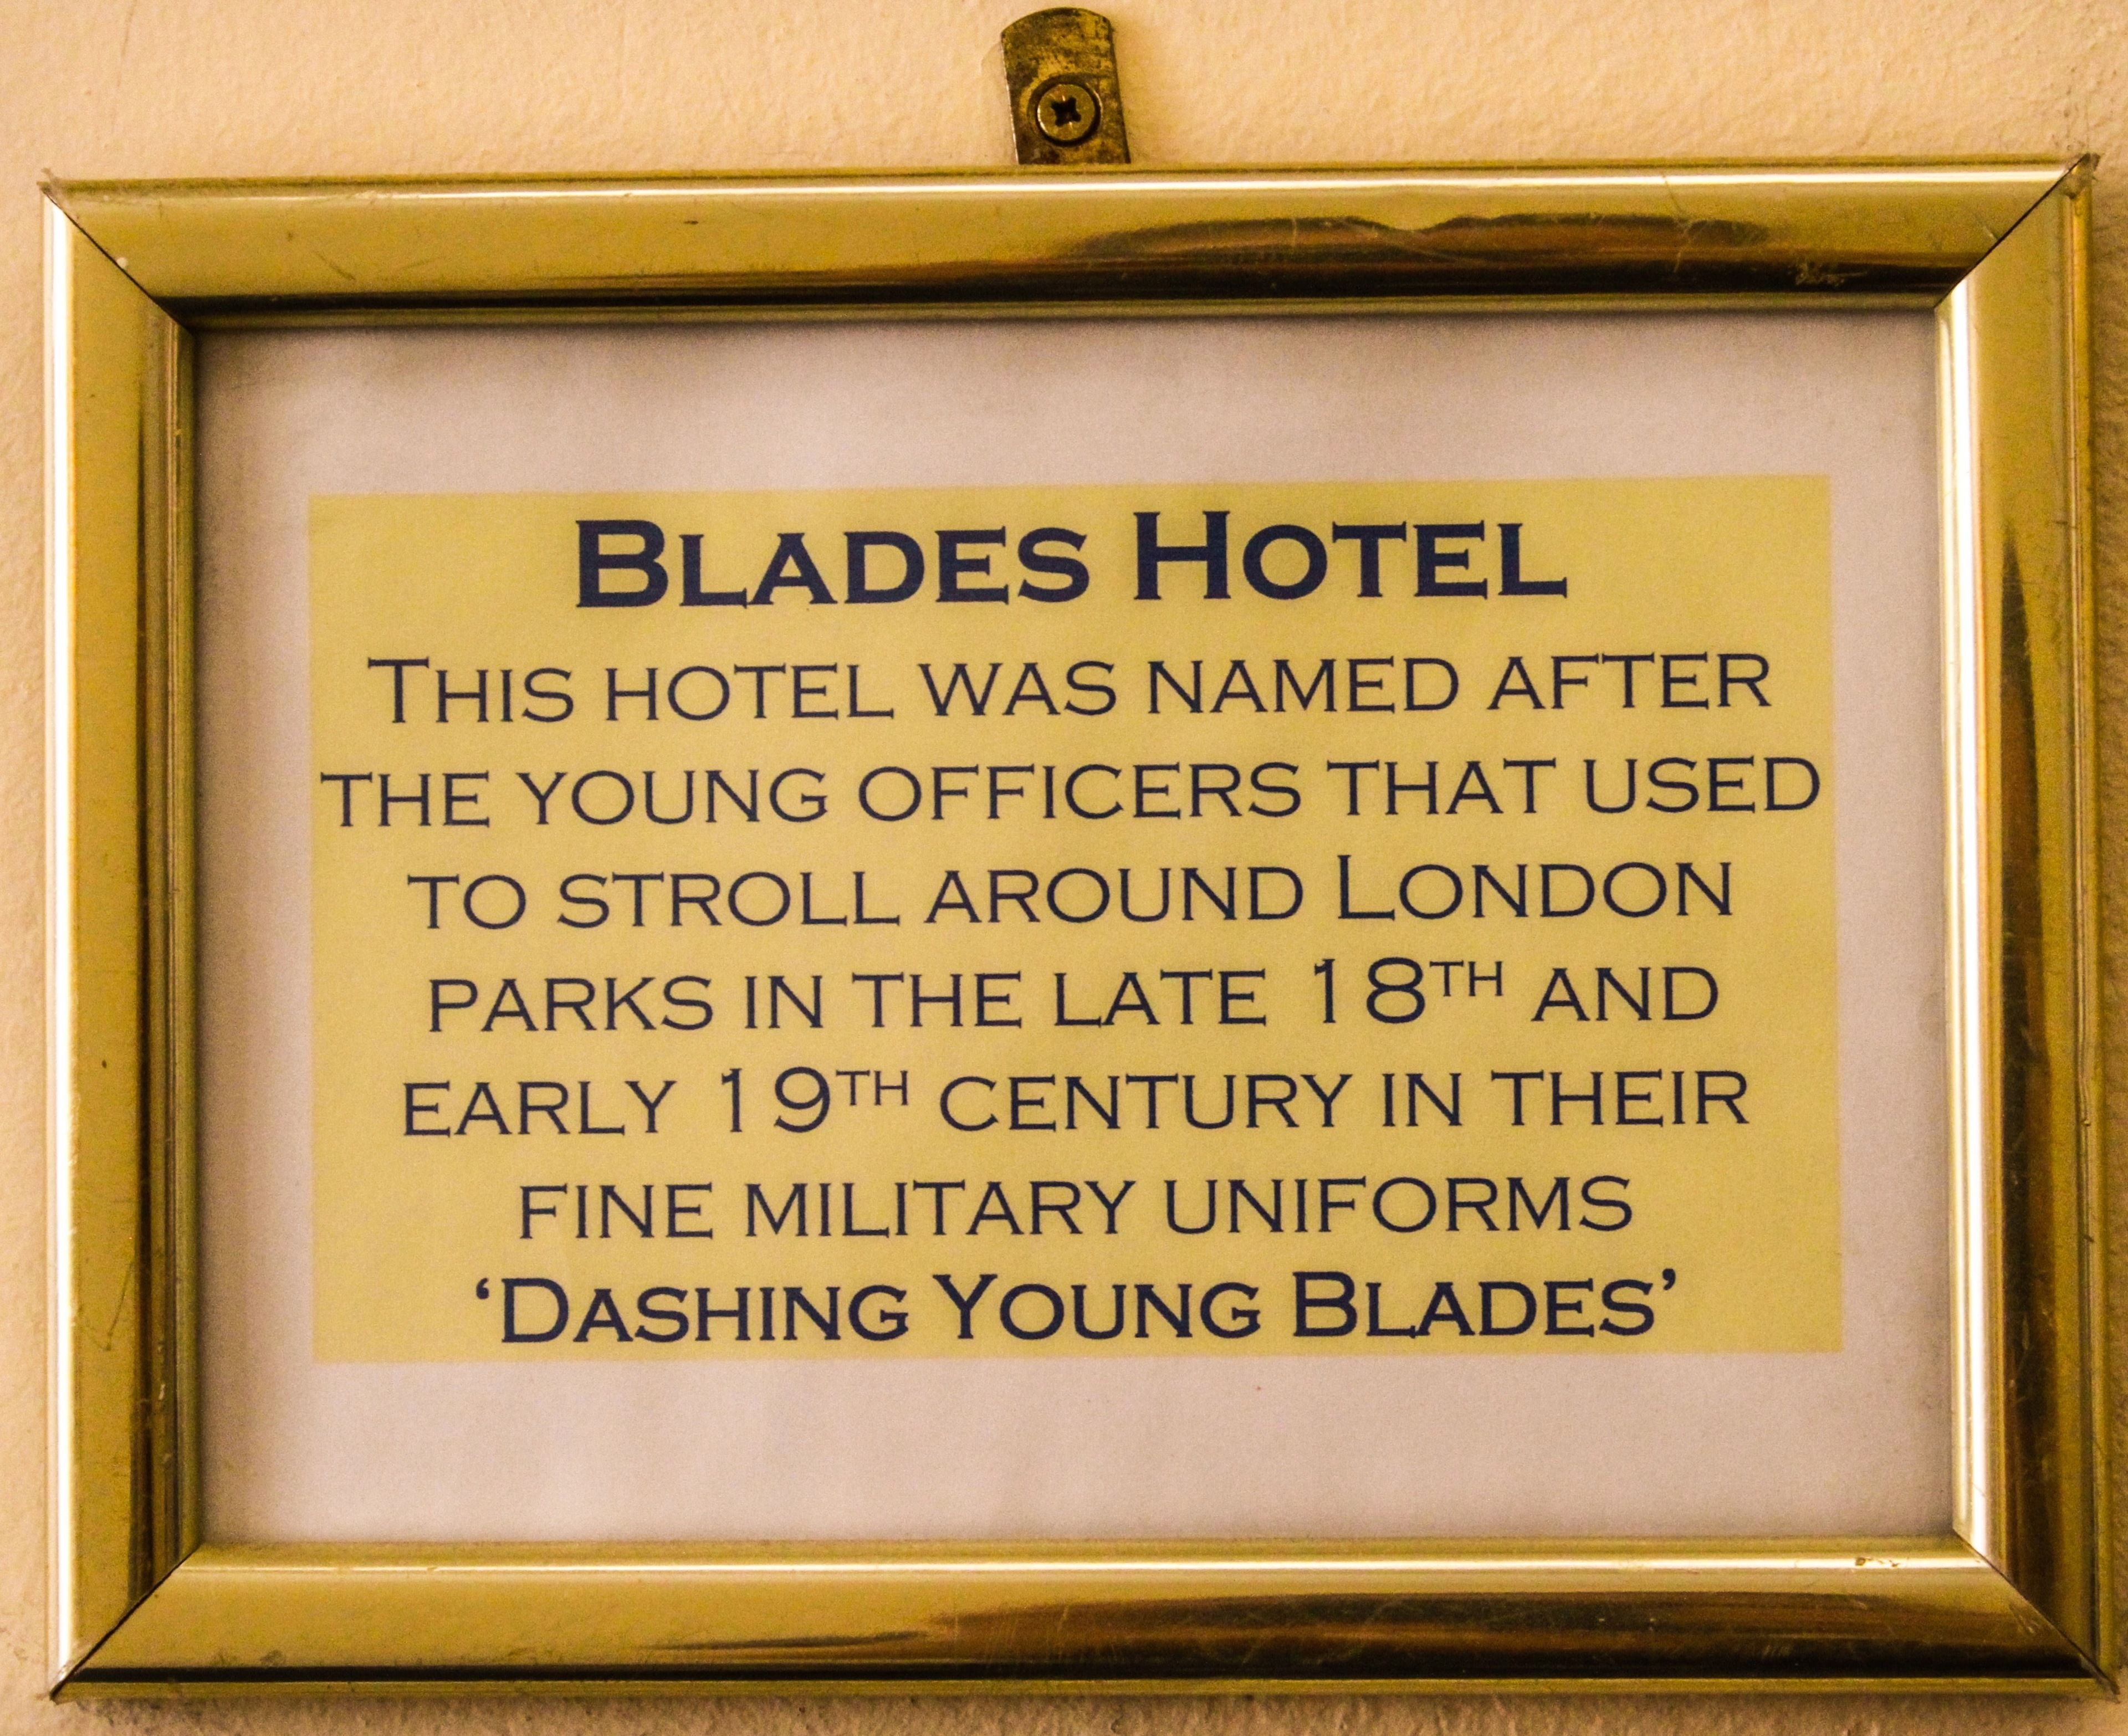 Blades Hotel
This hotel was named after
the young officers that used
to stroll around London
parks in the late 18th and
early 19th century in their
fine military uniforms
‘Dashing Young Blades’